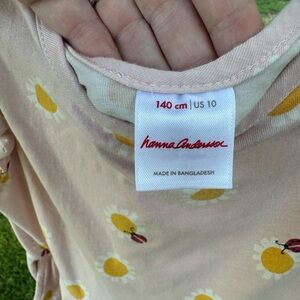 140 cm | US 10
hanna andersson
MADE IN BANGLADESH